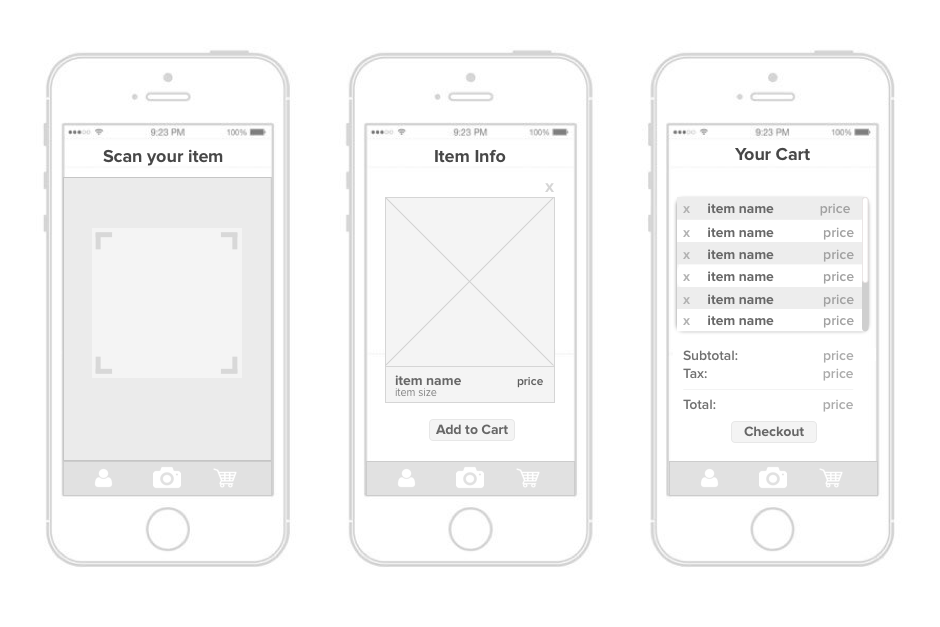 9:23 PM 100%
Scan your item
9:23 PM 100%
Item Info
x
item name price
item size
Add to Cart
9:23 PM 100%
Your Cart
x item name price
x item name price
x item name price
x item name price
x item name price
x item name price
Subtotal: price
Tax: price
Total: price
Checkout